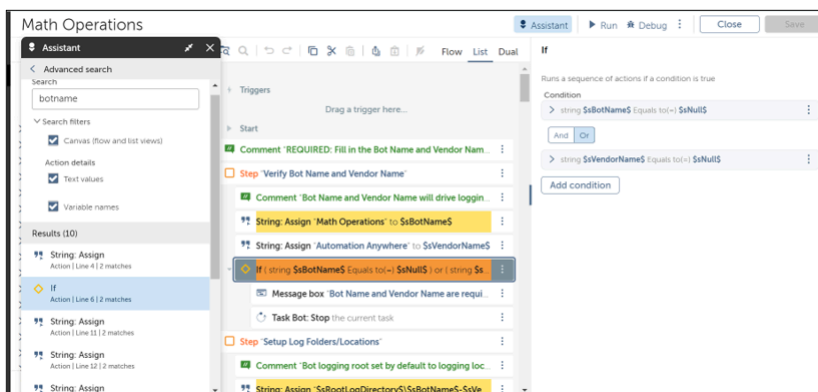 Math Operations
Assistant
Run
Debug
Close
Save
Assistant
Advanced search
Search
botname
Search filters
Canvas (flow and list views)
Action details
Text values
Variable names
Results (10)
String: Assign
Action | Line 4 | 2 matches
If
Action | Line 6 | 2 matches
String: Assign
Action | Line 11 | 2 matches
String: Assign
Action | Line 12 | 2 matches
String: Assign
Flow List Dual
Triggers
Drag a trigger here...
Start
Comment "REQUIRED: Fill in the Bot Name and Vendor Nam...
Step "Verify Bot Name and Vendor Name"
Comment "Bot Name and Vendor Name will drive loggin...
String: Assign "Math Operations" to $sBotName$
String: Assign "Automation Anywhere" to $sVendorName$
If ( string $sBotName$ Equals to(=) $sNull$ ) or ( string $s...
Message box "Bot Name and Vendor Name are requi...
Task Bot: Stop the current task
Step "Setup Log Folders/Locations"
Comment "Bot logging root set by default to logging loc...
String: Assign "$sRootLogDirectory$\$sBotName$-$sVe...
If
Runs a sequence of actions if a condition is true
Condition
string $sBotName$ Equals to(=) $sNull$
And Or
string $sVendorName$ Equals to(=) $sNull$
Add condition